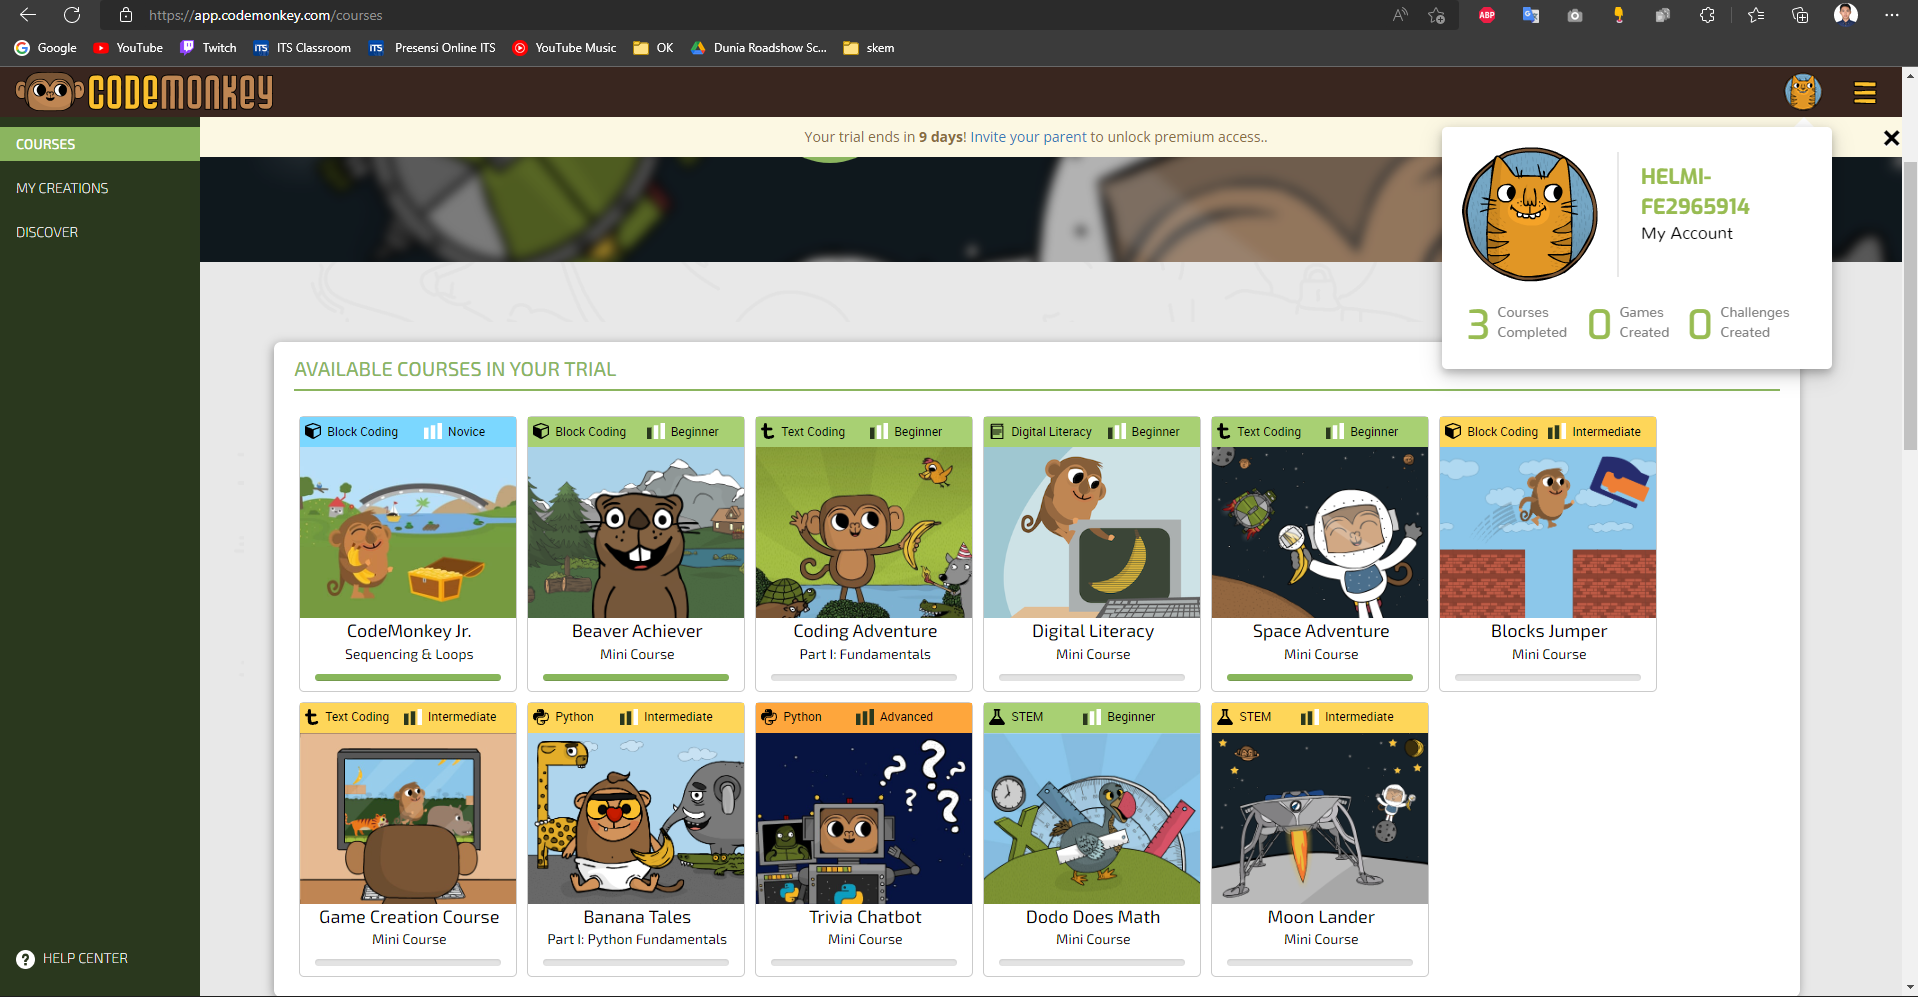 https://app.codemonkey.com/courses
ABP
Google
YouTube
Twitch
ITS
ITS Classroom
ITS
Presensi Online ITS
YouTube Music
OK
Dunia Roadshow Sc...
skem
CODEMONKEY
COURSES
MY CREATIONS
DISCOVER
HELP CENTER
Your trial ends in 9 days! Invite your parent to unlock premium access..
HELMI-
FE2965914
My Account
3 Courses Completed
0 Games Created
0 Challenges Created
AVAILABLE COURSES IN YOUR TRIAL
Block Coding Novice
CodeMonkey Jr.
Sequencing & Loops
Block Coding Beginner
Beaver Achiever
Mini Course
Text Coding Beginner
Coding Adventure
Part I: Fundamentals
Digital Literacy Beginner
Digital Literacy
Mini Course
Text Coding Beginner
Space Adventure
Mini Course
Block Coding Intermediate
Blocks Jumper
Mini Course
Text Coding Intermediate
Game Creation Course
Mini Course
Python Intermediate
Banana Tales
Part I: Python Fundamentals
Python Advanced
? ? ? ? ?
Trivia Chatbot
Mini Course
STEM Beginner
Dodo Does Math
Mini Course
STEM Intermediate
Moon Lander
Mini Course